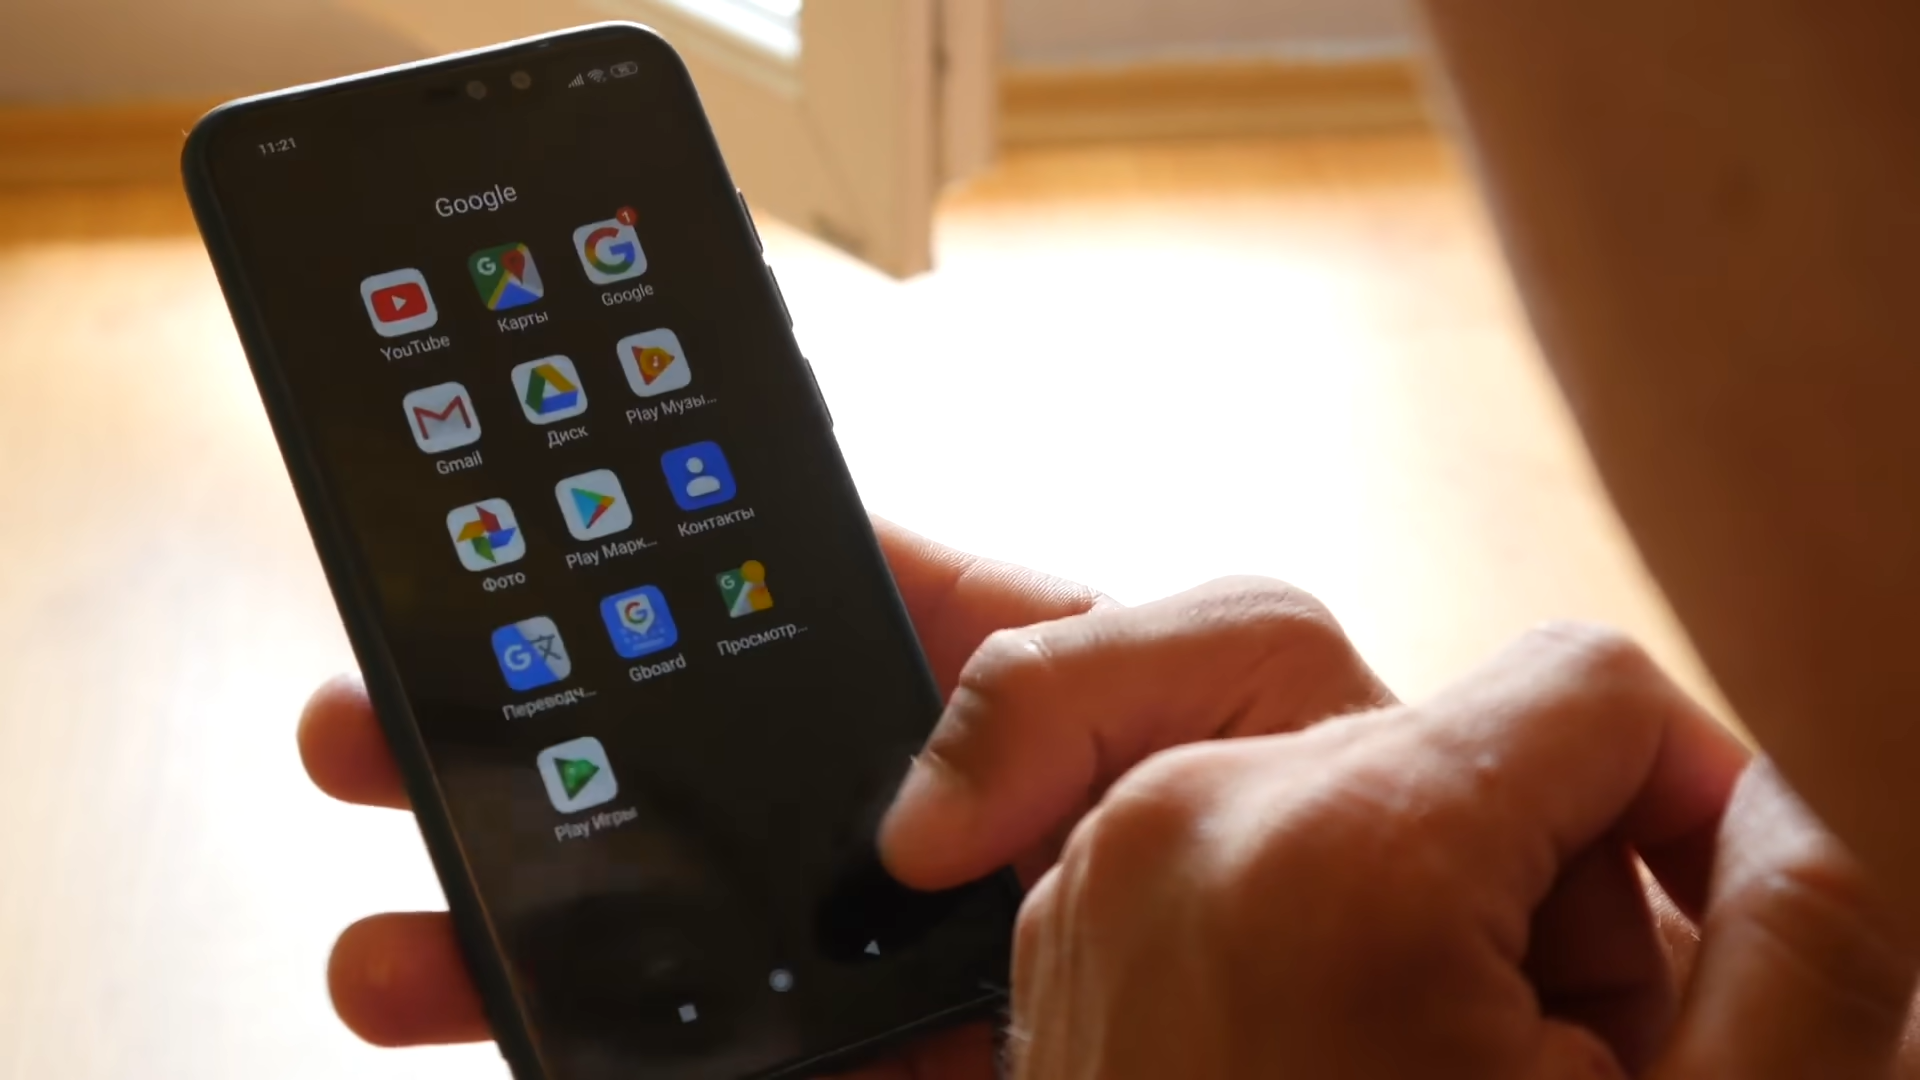 11:21
Google
1
YouTube
Карты
Google
Gmail
Диск
Play Музы...
Фото
Play Марк...
Контакты
Переводч...
Gboard
Просмотр...
Play Игры